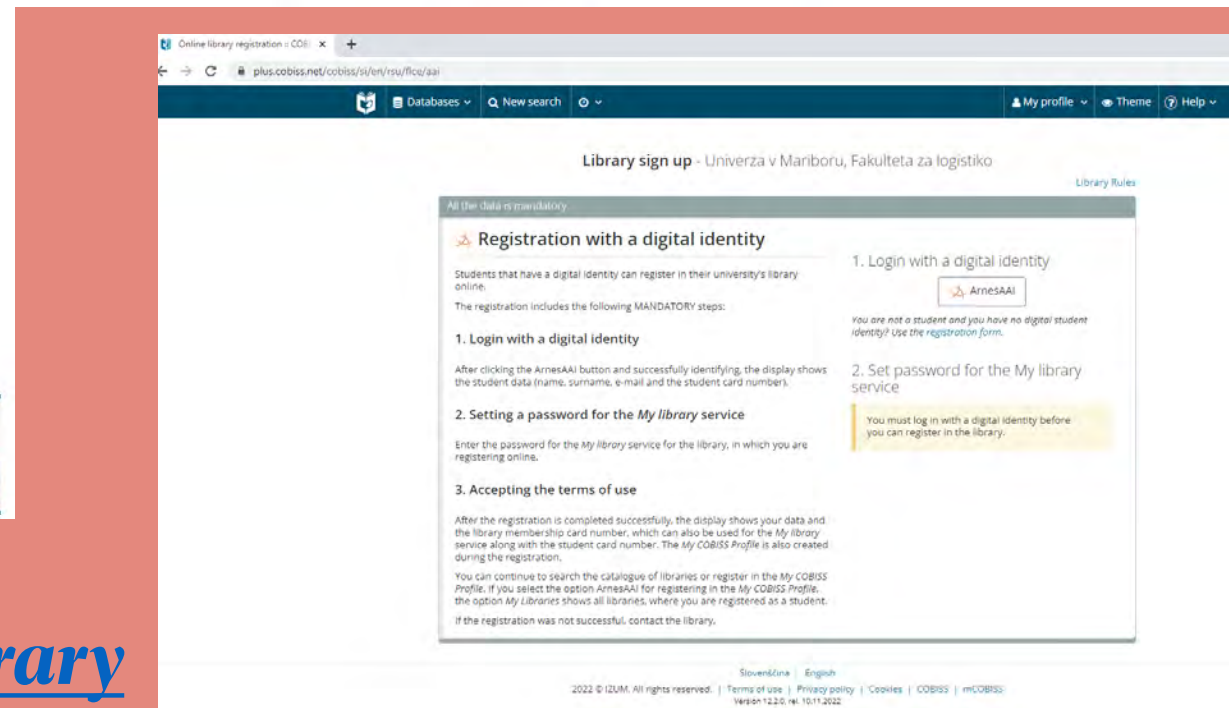 Online library registration :: COBI
plus.cobiss.net/cobiss/si/en/rsu/flce/aai
Databases
New search
My profile
Theme
Help
Library sign up - Univerza v Mariboru, Fakulteta za logistiko
Library Rules
All the data is mandatory
Registration with a digital identity
Students that have a digital identity can register in their university's library
online.
The registration includes the following MANDATORY steps:
1. Login with a digital identity
After clicking the ArnesAAI button and successfully identifying, the display shows
the student data (name, surname, e-mail and the student card number).
2. Setting a password for the My library service
Enter the password for the My library service for the library, in which you are
registering online.
3. Accepting the terms of use
After the registration is completed successfully, the display shows your data and
the library membership card number, which can also be used for the My library
service along with the student card number. The My COBISS Profile is also created
during the registration.
You can continue to search the catalogue of libraries or register in the My COBISS
Profile. If you select the option ArnesAAI for registering in the My COBISS Profile,
the option My Libraries shows all libraries, where you are registered as a student.
If the registration was not successful, contact the library.
1. Login with a digital identity
ArnesAAI
You are not a student and you have no digital student
identity? Use the registration form.
2. Set password for the My library
service
You must log in with a digital identity before
you can register in the library.
rary
Slovenščina | English
2022 © IZUM. All rights reserved. | Terms of use | Privacy policy | Cookies | COBISS | mCOBISS
Version 12.2.0, rel. 10.11.2022